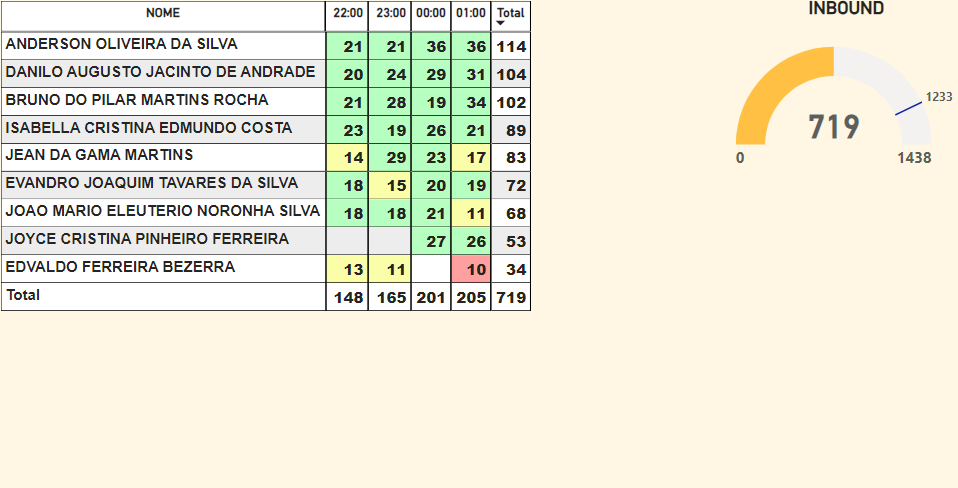 NOME 22:00 23:00 00:00 01:00 Total
ANDERSON OLIVEIRA DA SILVA 21 21 36 36 114
DANILO AUGUSTO JACINTO DE ANDRADE 20 24 29 31 104
BRUNO DO PILAR MARTINS ROCHA 21 28 19 34 102
ISABELLA CRISTINA EDMUNDO COSTA 23 19 26 21 89
JEAN DA GAMA MARTINS 14 29 23 17 83
EVANDRO JOAQUIM TAVARES DA SILVA 18 15 20 19 72
JOAO MARIO ELEUTERIO NORONHA SILVA 18 18 21 11 68
JOYCE CRISTINA PINHEIRO FERREIRA 27 26 53
EDVALDO FERREIRA BEZERRA 13 11 10 34
Total 148 165 201 205 719
INBOUND
1233
719
0 1438